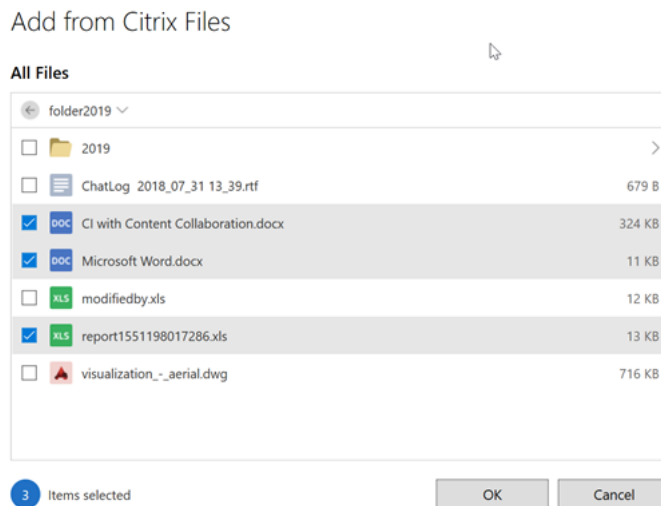 Add from Citrix Files
All Files
folder2019
2019
ChatLog 2018_07_31 13_39.rtf 679 B
DOC CI with Content Collaboration.docx 324 KB
DOC Microsoft Word.docx 11 KB
XLS modifiedby.xls 12 KB
XLS report1551198017286.xls 13 KB
visualization_-_aerial.dwg 716 KB
3 Items selected OK Cancel